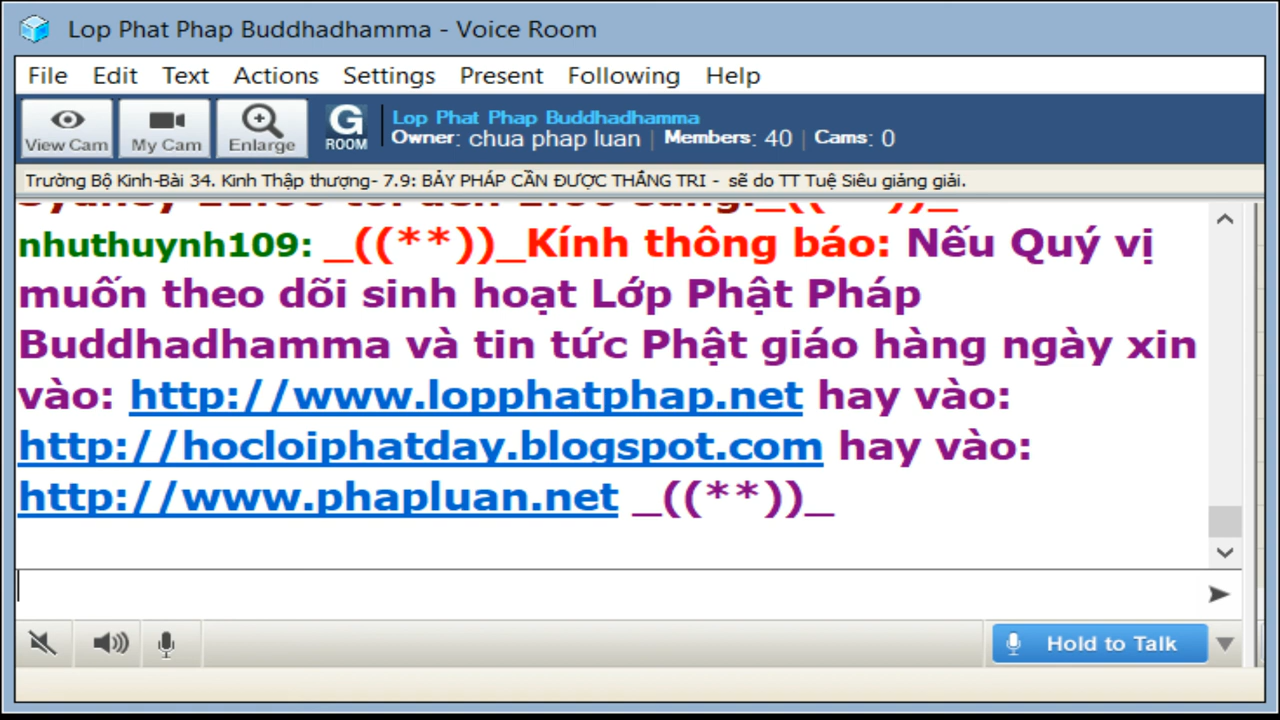 Lop Phat Phap Buddhadhamma - Voice Room
File Edit Text Actions Settings Present Following Help
View Cam My Cam Enlarge G ROOM
Lop Phat Phap Buddhadhamma
Owner: chua phap luan | Members: 40 | Cams: 0
Trường Bộ Kinh-Bài 34. Kinh Thập thượng- 7.9: BẢY PHÁP CẦN ĐƯỢC THẮNG TRI - sẽ do TT Tuệ Siêu giảng giải.
nhuthuynh109: _((**))_Kính thông báo: Nếu Quý vị
muốn theo dõi sinh hoạt Lớp Phật Pháp
Buddhadhamma và tin tức Phật giáo hàng ngày xin
vào: http://www.lopphatphap.net hay vào:
http://hocloiphatday.blogspot.com hay vào:
http://www.phapluan.net _((**))_
Hold to Talk